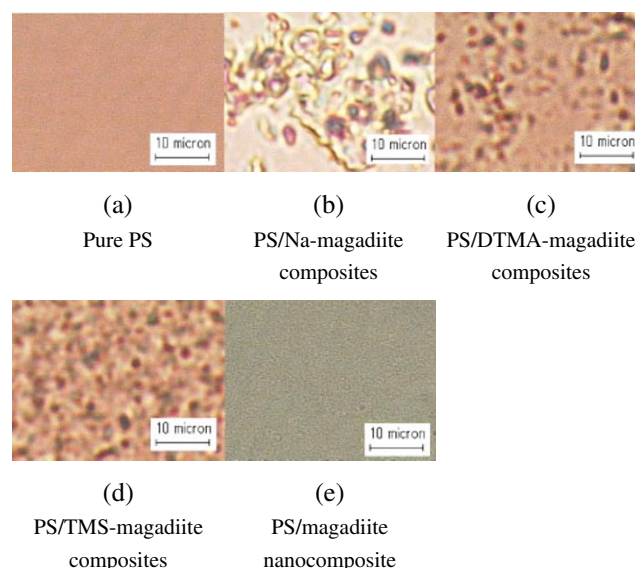 10 micron
10 micron
10 micron
(a)
(b)
(c)
Pure PS
PS/Na-magadiite
composites
PS/DTMA-magadiite
composites
10 micron
10 micron
(d)
(e)
PS/TMS-magadiite
composites
PS/magadiite
nanocomposite